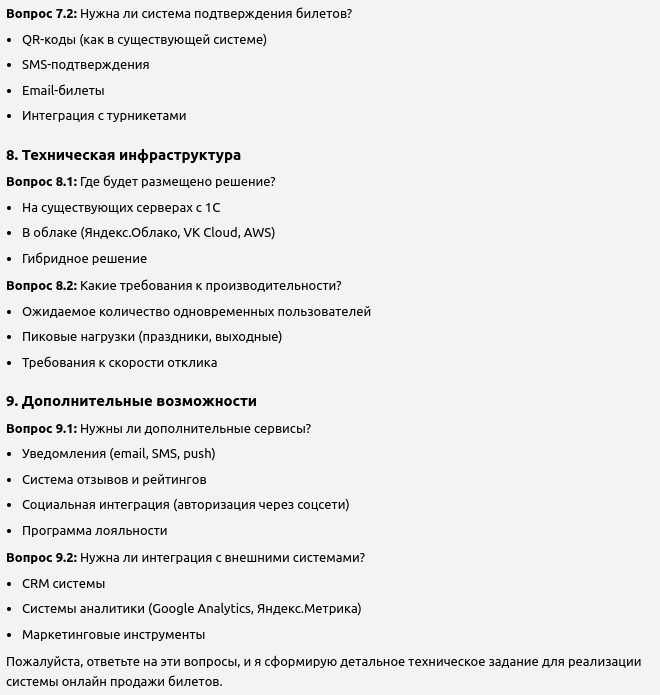 Вопрос 7.2: Нужна ли система подтверждения билетов?
• QR-коды (как в существующей системе)
• SMS-подтверждения
• Email-билеты
• Интеграция с турникетами
8. Техническая инфраструктура
Вопрос 8.1: Где будет размещено решение?
• На существующих серверах с 1С
• В облаке (Яндекс.Облако, VK Cloud, AWS)
• Гибридное решение
Вопрос 8.2: Какие требования к производительности?
• Ожидаемое количество одновременных пользователей
• Пиковые нагрузки (праздники, выходные)
• Требования к скорости отклика
9. Дополнительные возможности
Вопрос 9.1: Нужны ли дополнительные сервисы?
• Уведомления (email, SMS, push)
• Система отзывов и рейтингов
• Социальная интеграция (авторизация через соцсети)
• Программа лояльности
Вопрос 9.2: Нужна ли интеграция с внешними системами?
• CRM системы
• Системы аналитики (Google Analytics, Яндекс.Метрика)
• Маркетинговые инструменты
Пожалуйста, ответьте на эти вопросы, и я сформирую детальное техническое задание для реализации
системы онлайн продажи билетов.